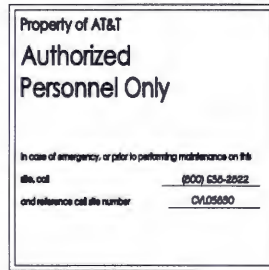 Property of AT&T
Authorized
Personnel Only
In case of emergency, or prior to performing maintenance on this
site, call (800) 638-2822
and reference cell site number